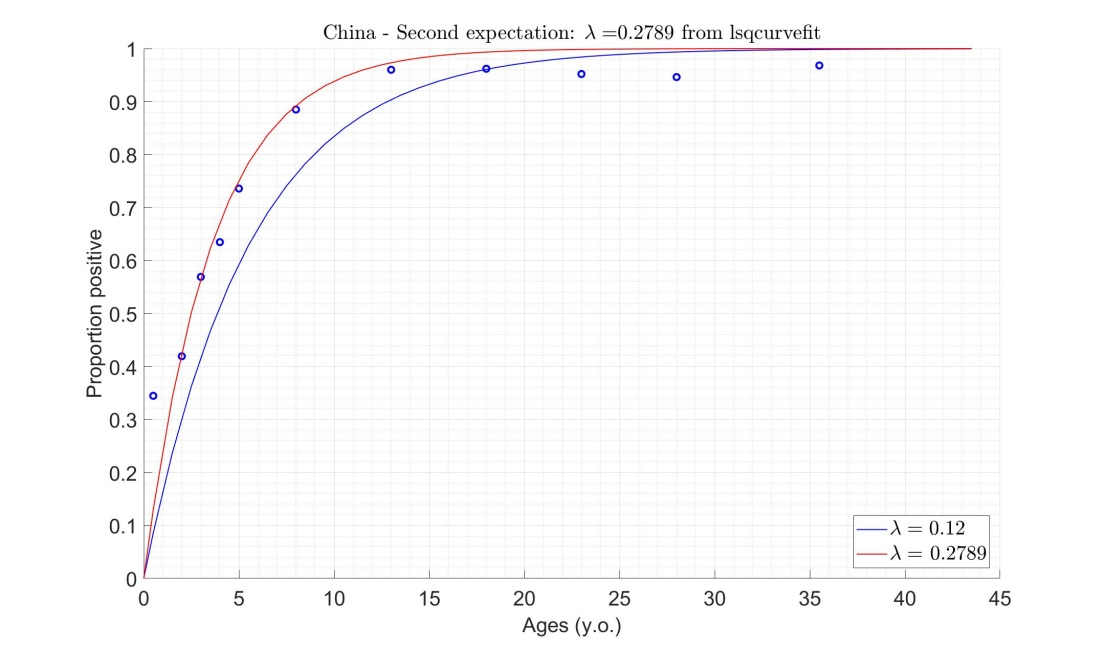 China - Second expectation: λ =0.2789 from lsqcurvefit
1
0.9
0.8
0.7
0.6
0.5
0.4
0.3
0.2
0.1
0
Proportion positive
λ = 0.12
λ = 0.2789
0 5 10 15 20 25 30 35 40 45
Ages (y.o.)